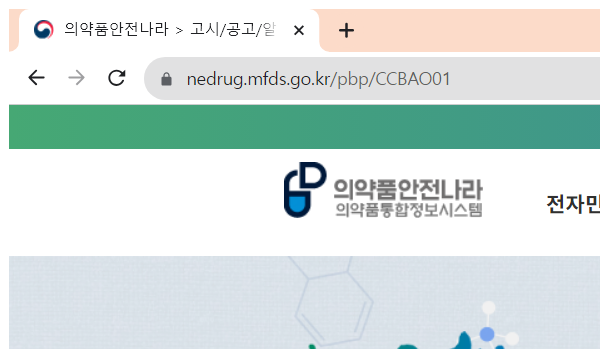 의약품안전나라 > 고시/공고/알
nedrug.mfds.go.kr/pbp/CCBAO01
의약품안전나라
의약품통합정보시스템
전자민